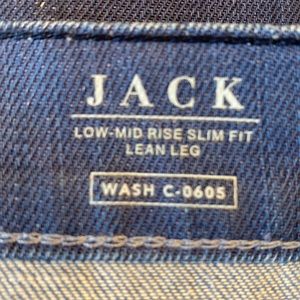 JACK
LOW-MID RISE SLIM FIT
LEAN LEG
WASH C-0605